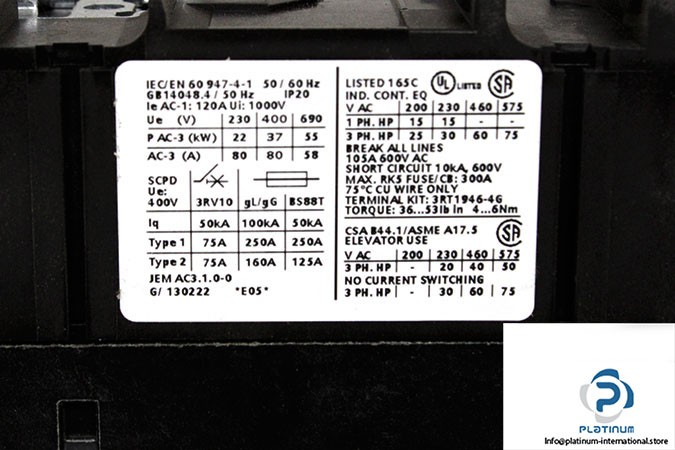 IEC/EN 60 947-4-1 50/60 Hz
GB14048.4 / 50 Hz IP20
Ie AC-1: 120A Ui: 1000V
Ue (V) 230 400 690
P AC-3 (kW) 22 37 55
AC-3 (A) 80 80 58
SCPD
Ue:
400V 3RV10 gL/gG BS88T
Iq 50kA 100kA 50kA
Type 1 75A 250A 250A
Type 2 75A 160A 125A
JEM AC3.1.0-0
G/ 130222 *E05*
LISTED 165C UL LISTED SA
IND. CONT. EQ
V AC 200 230 460 575
1 PH. HP 15 15 - -
3 PH. HP 25 30 60 75
BREAK ALL LINES
105A 600V AC
SHORT CIRCUIT 10kA, 600V
MAX. RK5 FUSE/CB: 300A
75°C CU WIRE ONLY
TERMINAL KIT: 3RT1946-4G
TORQUE: 36...53lb in 4...6Nm
CSA B44.1/ASME A17.5 SA
ELEVATOR USE
V AC 200 230 460 575
3 PH. HP - 20 40 50
NO CURRENT SWITCHING
3 PH. HP - 30 60 75
P
PLATINUM
Info@platinum-international.store